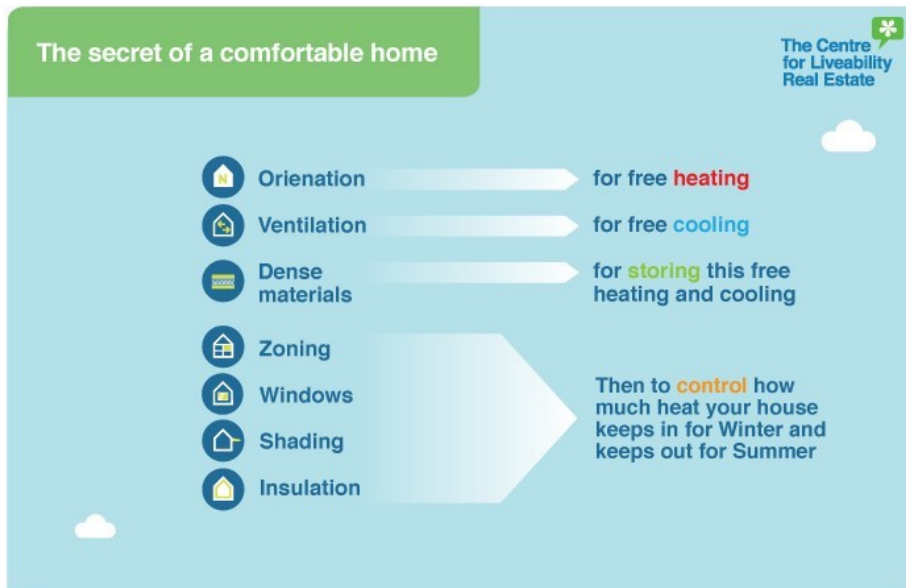 The secret of a comfortable home
The Centre
for Liveability
Real Estate
N
Orienation
for free heating
Ventilation
for free cooling
Dense
materials
for storing this free
heating and cooling
Zoning
Windows
Shading
Insulation
Then to control how
much heat your house
keeps in for Winter and
keeps out for Summer